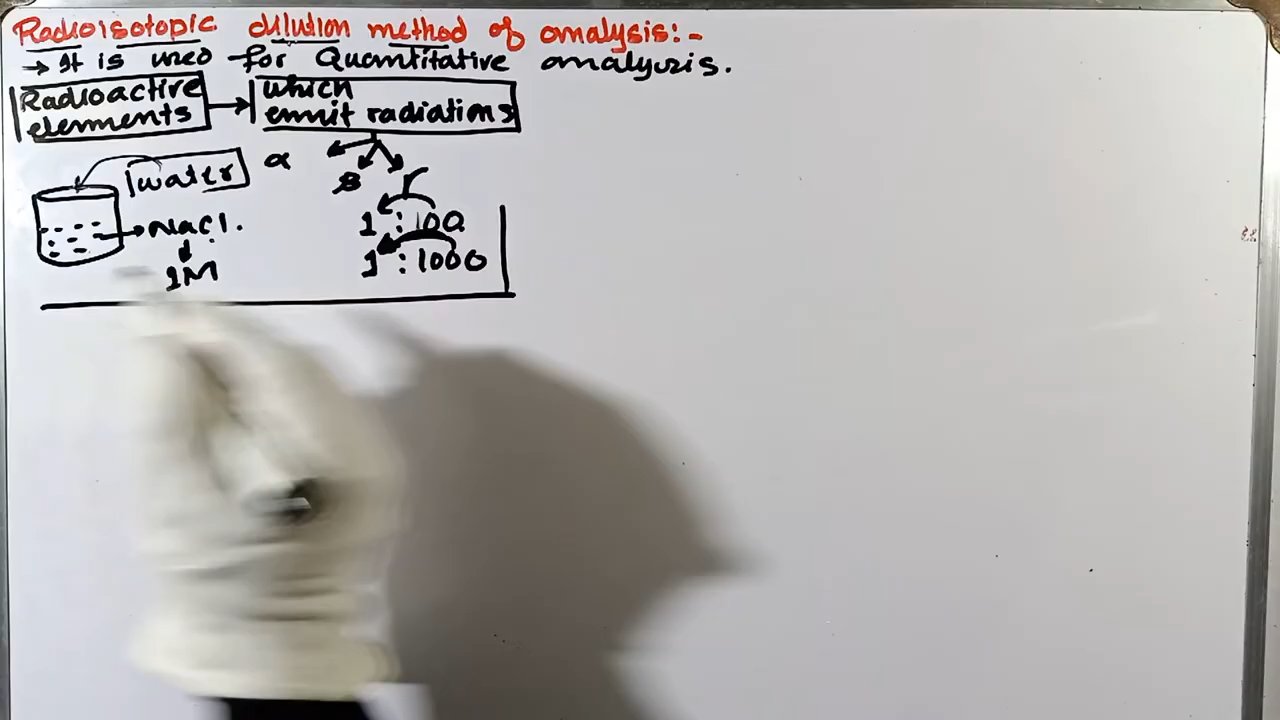 Radioisotopic dilution method of analysis:-
→ It is used for Quantitative analysis.
Radioactive elements → which emit radiations
α
β
r
water
NaCl.
1M
1 : 100
1 : 1000